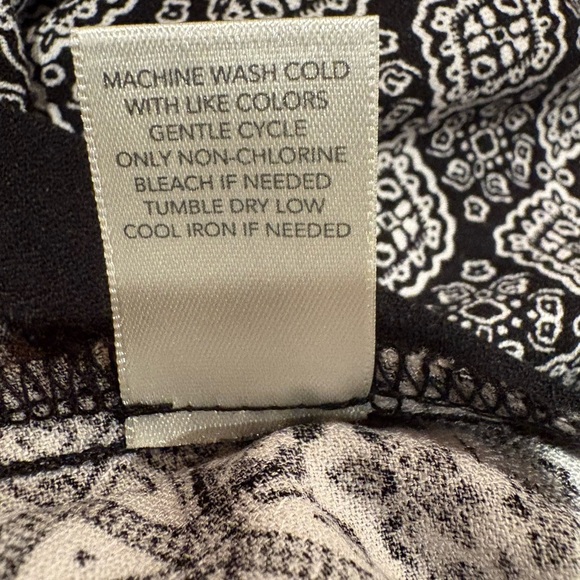 MACHINE WASH COLD
WITH LIKE COLORS
GENTLE CYCLE
ONLY NON-CHLORINE
BLEACH IF NEEDED
TUMBLE DRY LOW
COOL IRON IF NEEDED